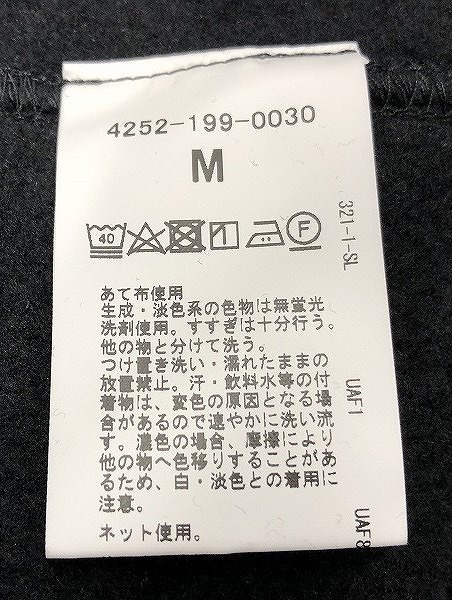 4252-199-0030
M
40
F
321-1-SL
あて布使用
生成・淡色系の色物は無蛍光
洗剤使用。すすぎは十分行う。
他の物と分けて洗う。
つけ置き洗い・濡れたままの
放置禁止。汗・飲料水等の付
着物は、変色の原因となる場
合があるので速やかに洗い流
す。濃色の場合、摩擦により
他の物へ色移りすることがあ
るため、白・淡色との着用に
注意。
ネット使用。
UAF1
UAF8